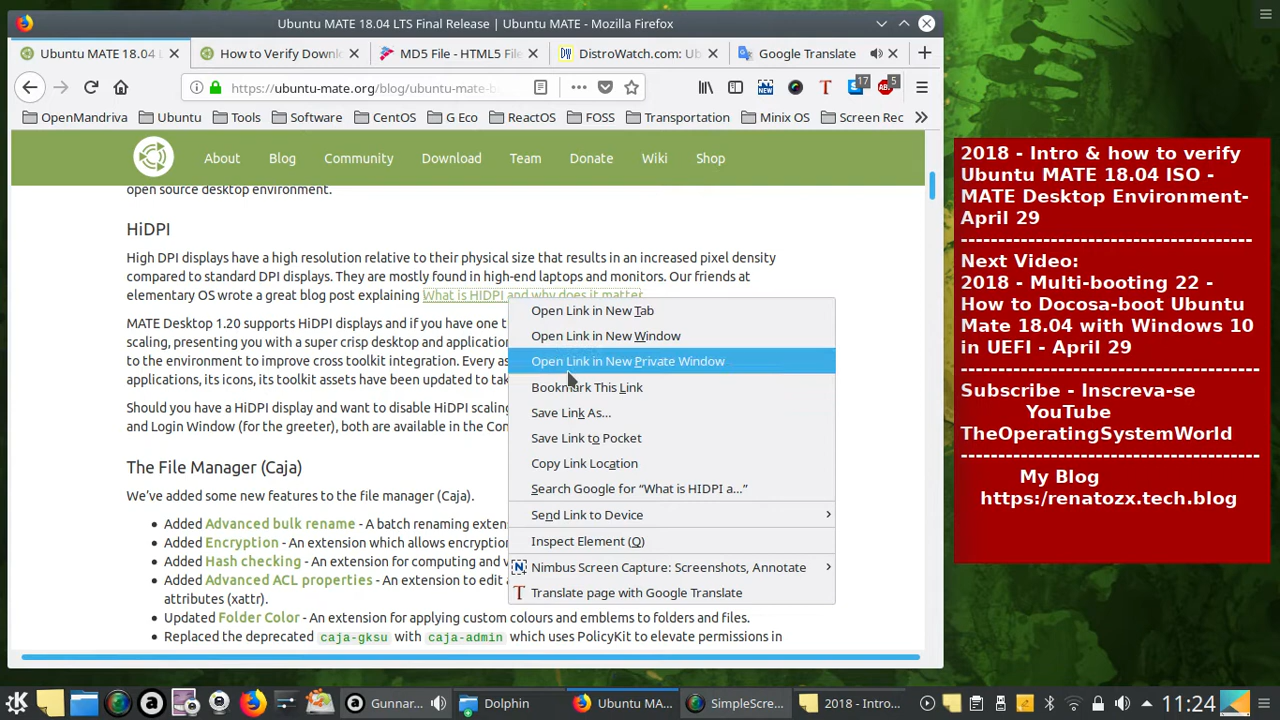 Ubuntu MATE 18.04 LTS Final Release | Ubuntu MATE - Mozilla Firefox
Ubuntu MATE 18.04 L
How to Verify Downl
MD5 File - HTML5 File
DistroWatch.com: Ub
Google Translate
https://ubuntu-mate.org/blog/ubuntu-mate-b
NEW
T
17
ABP
5
OpenMandriva
Ubuntu
Tools
Software
CentOS
G Eco
ReactOS
FOSS
Transportation
Minix OS
Screen Rec
About
Blog
Community
Download
Team
Donate
Wiki
Shop
open source desktop environment.
HiDPI
High DPI displays have a high resolution relative to their physical size that results in an increased pixel density
compared to standard DPI displays. They are mostly found in high-end laptops and monitors. Our friends at
elementary OS wrote a great blog post explaining What is HIDPI and why does it matter.
MATE Desktop 1.20 supports HiDPI displays and if you have one t
scaling, presenting you with a super crisp desktop and application
to the environment to improve cross toolkit integration. Every as
applications, its icons, its toolkit assets have been updated to tak
Should you have a HiDPI display and want to disable HiDPI scaling
and Login Window (for the greeter), both are available in the Con
The File Manager (Caja)
We've added some new features to the file manager (Caja).
• Added Advanced bulk rename - A batch renaming exten
• Added Encryption - An extension which allows encryption
• Added Hash checking - An extension for computing and v
• Added Advanced ACL properties - An extension to edit a
attributes (xattr).
• Updated Folder Color - An extension for applying custom colours and emblems to folders and files.
• Replaced the deprecated caja-gksu with caja-admin which uses PolicyKit to elevate permissions in
Open Link in New Tab
Open Link in New Window
Open Link in New Private Window
Bookmark This Link
Save Link As...
Save Link to Pocket
Copy Link Location
Search Google for “What is HIDPI a...”
Send Link to Device
Inspect Element (Q)
Nimbus Screen Capture: Screenshots, Annotate
Translate page with Google Translate
2018 - Intro & how to verify
Ubuntu MATE 18.04 ISO -
MATE Desktop Environment-
April 29
----------------------------------------
Next Video:
2018 - Multi-booting 22 -
How to Docosa-boot Ubuntu
Mate 18.04 with Windows 10
in UEFI - April 29
-----------------------------------------
Subscribe - Inscreva-se
YouTube
TheOperatingSystemWorld
-----------------------------------------
My Blog
https:/renatozx.tech.blog
Gunnar...
Dolphin
Ubuntu MA...
SimpleScre...
2018 - Intro...
11:24